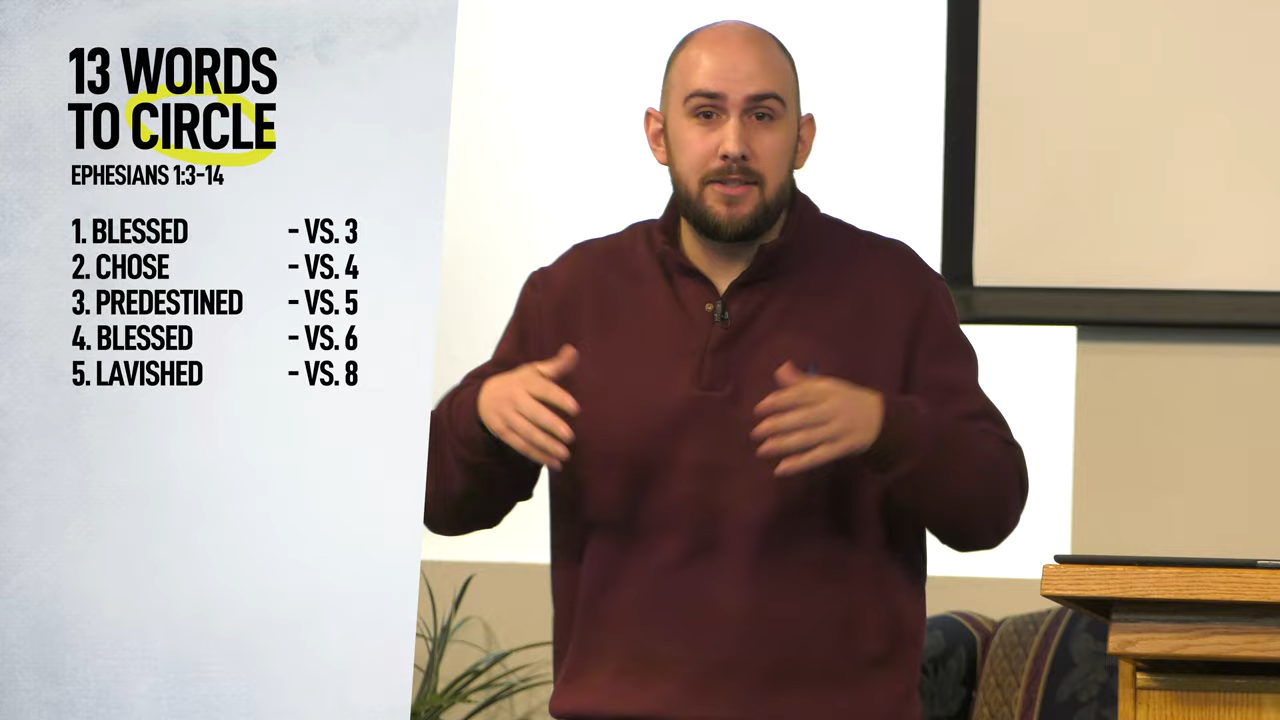 13 WORDS
TO CIRCLE
EPHESIANS 1:3-14
1. BLESSED - VS. 3
2. CHOSE - VS. 4
3. PREDESTINED - VS. 5
4. BLESSED - VS. 6
5. LAVISHED - VS. 8